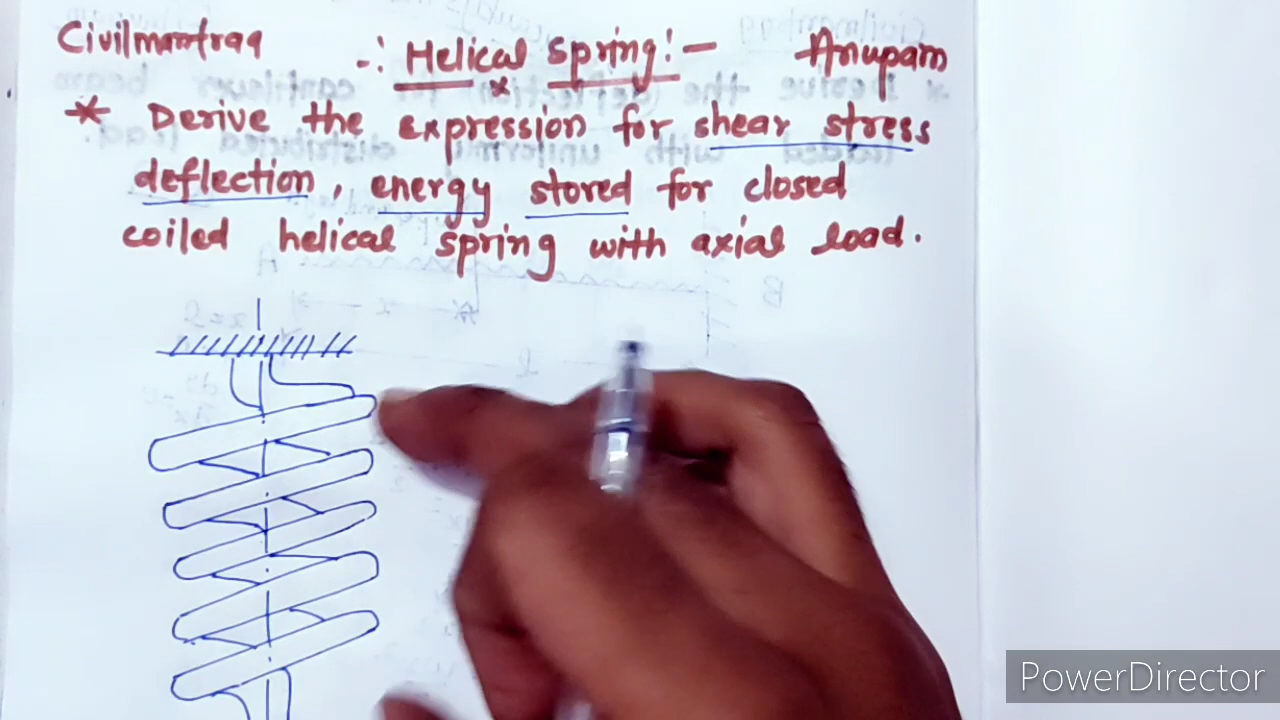 Civilmantraa -: Helical spring:- Anupam
* Derive the expression for shear stress
deflection, energy stored for closed
coiled helical spring with axial load.
PowerDirector